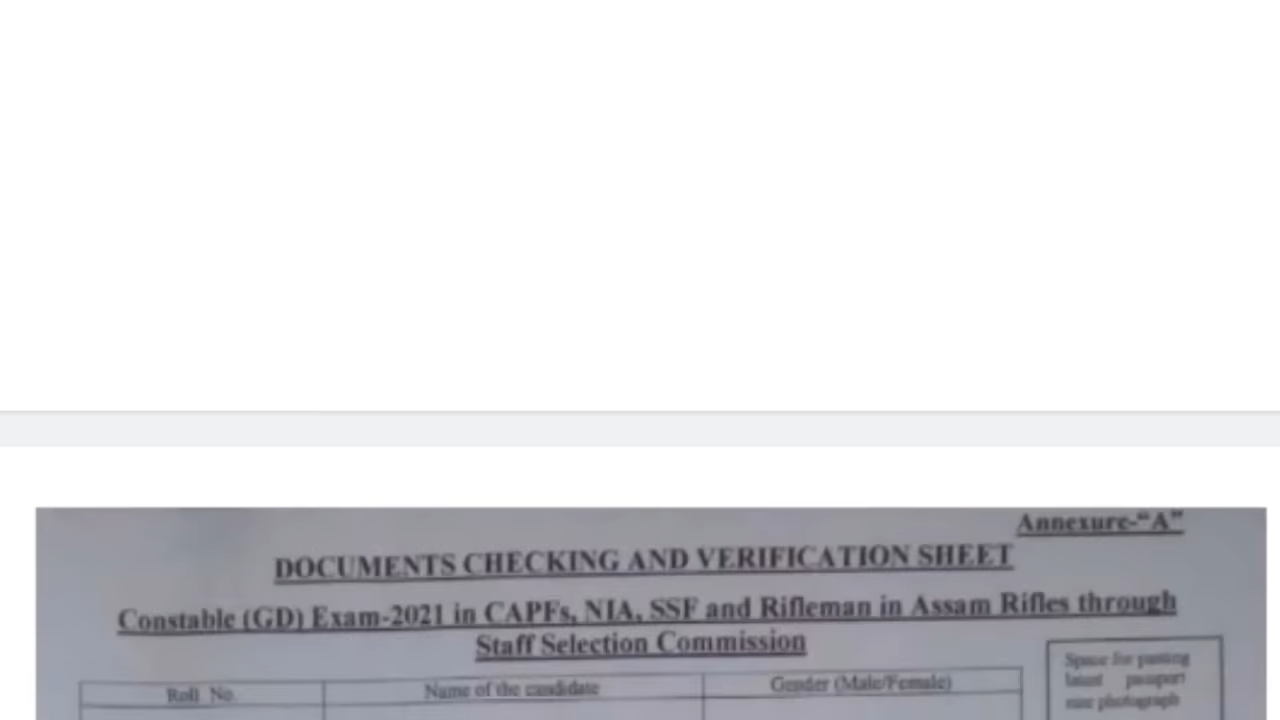 Annexure-"A"
DOCUMENTS CHECKING AND VERIFICATION SHEET
Constable (GD) Exam-2021 in CAPFs, NIA, SSF and Rifleman in Assam Rifles through
Staff Selection Commission
Roll No.
Name of the candidate
Gender (Male/Female)
Space for pasting
latest passport
size photograph